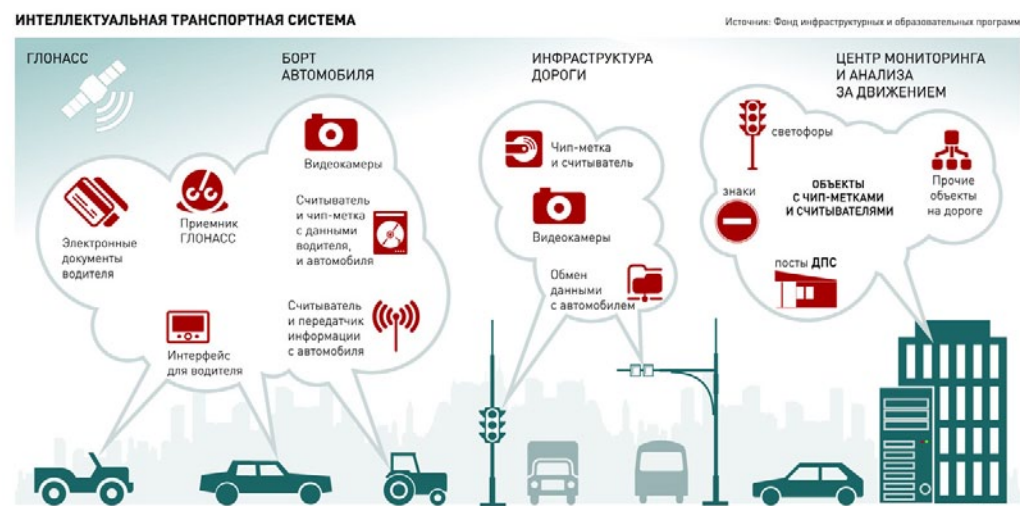 ИНТЕЛЛЕКТУАЛЬНАЯ ТРАНСПОРТНАЯ СИСТЕМА
Источник: Фонд инфраструктурных и образовательных программ
ГЛОНАСС
БОРТ
АВТОМОБИЛЯ
ИНФРАСТРУКТУРА
ДОРОГИ
ЦЕНТР МОНИТОРИНГА
И АНАЛИЗА
ЗА ДВИЖЕНИЕМ
Электронные
документы
водителя
Приемник
ГЛОНАСС
Интерфейс
для водителя
Видеокамеры
Считыватель
и чип-метка
с данными
водителя,
и автомобиля
Считыватель
и передатчик
информации
с автомобиля
Чип-метка
и считыватель
Видеокамеры
Обмен
данными
с автомобилем
светофоры
знаки
ОБЪЕКТЫ
С ЧИП-МЕТКАМИ
И СЧИТЫВАТЕЛЯМИ
посты ДПС
Прочие
объекты
на дороге